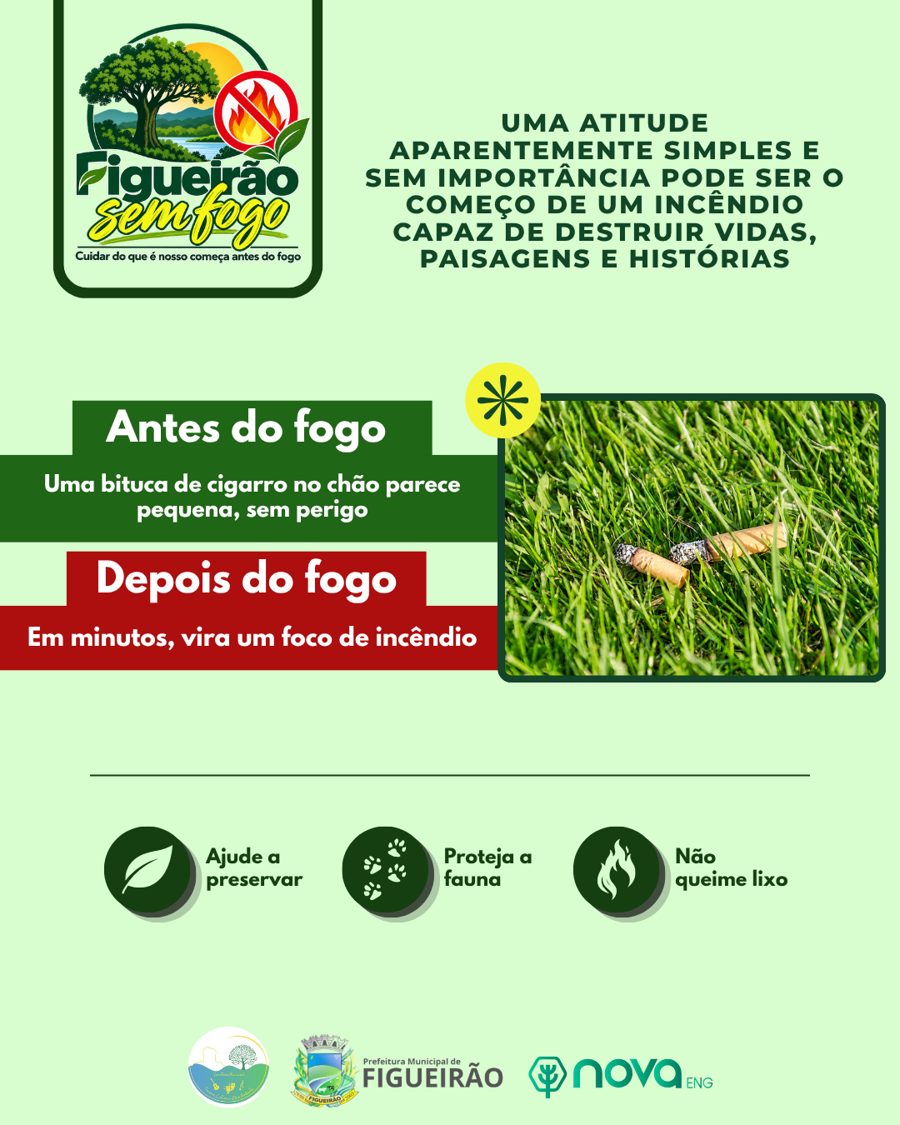 Figueirão
sem fogo
Cuidar do que é nosso começa antes do fogo
UMA ATITUDE
APARENTEMENTE SIMPLES E
SEM IMPORTÂNCIA PODE SER O
COMEÇO DE UM INCÊNDIO
CAPAZ DE DESTRUIR VIDAS,
PAISAGENS E HISTÓRIAS
Antes do fogo
Uma bituca de cigarro no chão parece
pequena, sem perigo
Depois do fogo
Em minutos, vira um foco de incêndio
Ajude a
preservar
Proteja a
fauna
Não
queime lixo
Prefeitura Municipal de
FIGUEIRÃO
FIGUEIRÃO
nova ENG